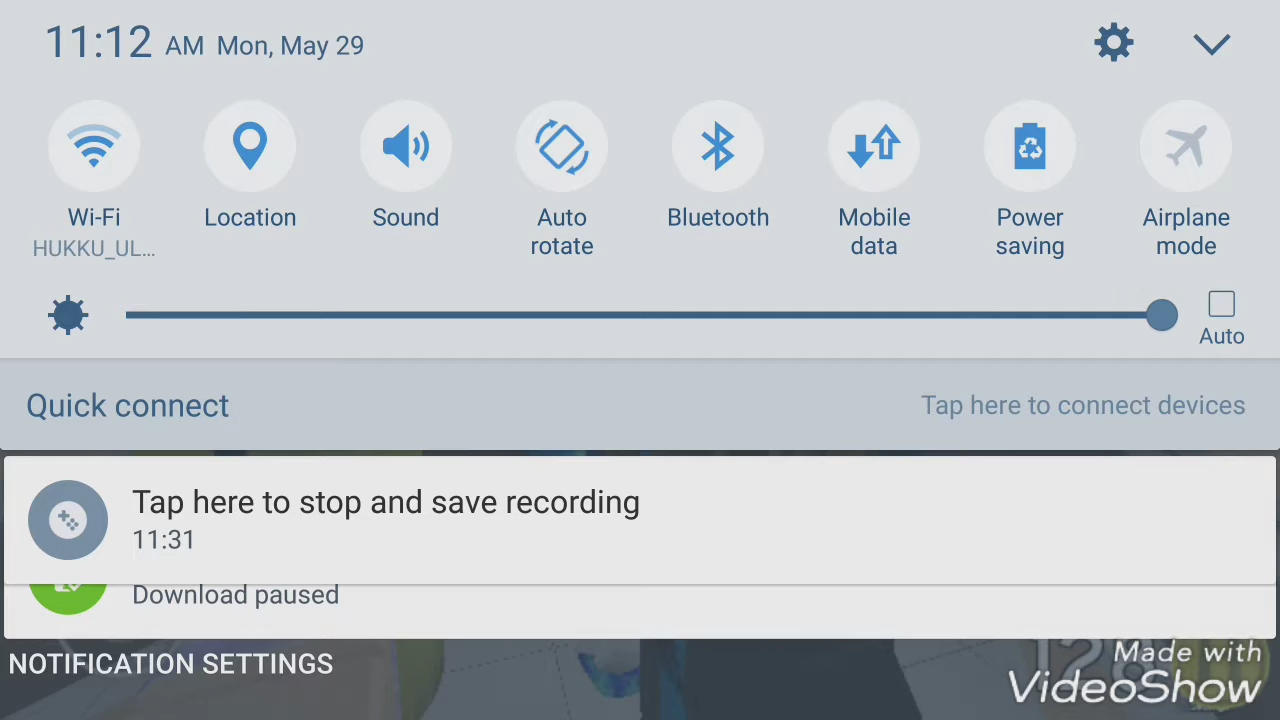 11:12 AM Mon, May 29
Wi-Fi
HUKKU_UL...
Location
Sound
Auto
rotate
Bluetooth
Mobile
data
Power
saving
Airplane
mode
Auto
Quick connect
Tap here to connect devices
Tap here to stop and save recording
11:31
Download paused
NOTIFICATION SETTINGS
Made with
VideoShow